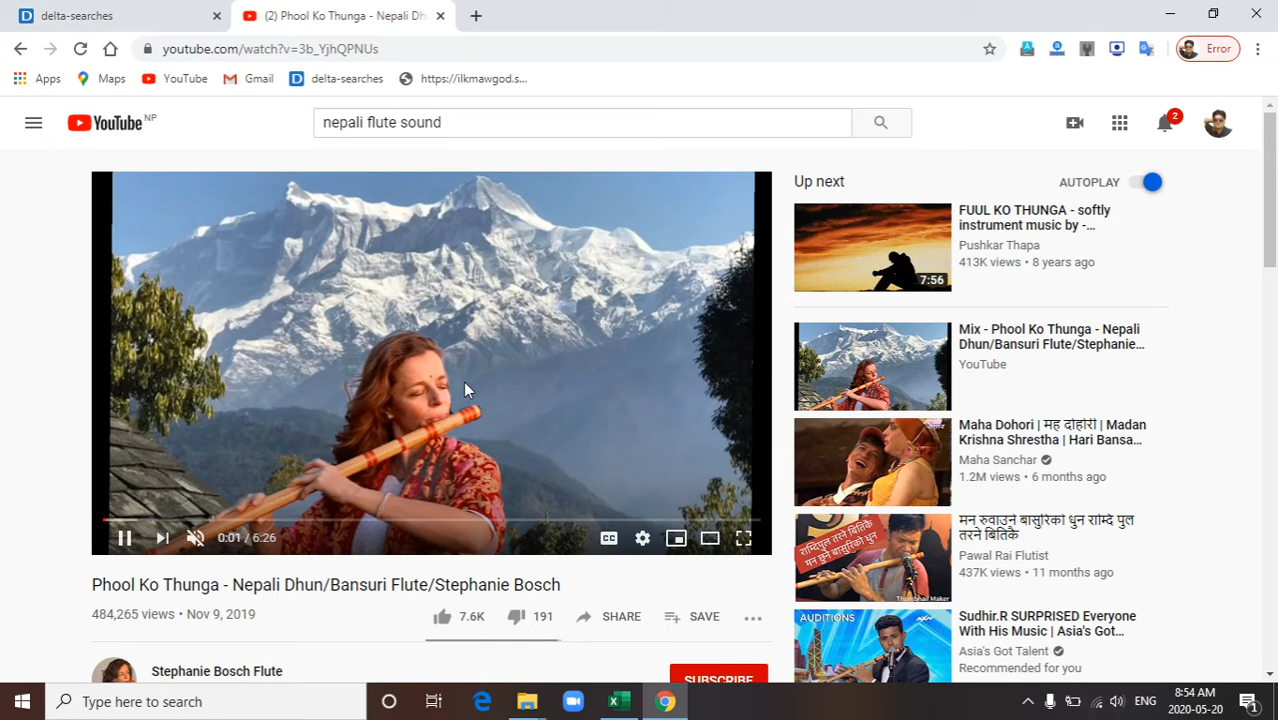 delta-searches
(2) Phool Ko Thunga - Nepali Dh
youtube.com/watch?v=3b_YjhQPNUs
Error
Apps
Maps
YouTube
Gmail
delta-searches
https://ilkmawgod.s...
YouTube NP
nepali flute sound
2
Up next
AUTOPLAY
FUUL KO THUNGA - softly
instrument music by -...
Pushkar Thapa
413K views • 8 years ago
7:56
Mix - Phool Ko Thunga - Nepali
Dhun/Bansuri Flute/Stephanie...
YouTube
Maha Dohori | मह दोहोरी | Madan
Krishna Shrestha | Hari Bansa...
Maha Sanchar
1.2M views • 6 months ago
मन रुवाउने बासुरिको धुन राम्दि पुल
तरने बितिकै
Pawal Rai Flutist
437K views • 11 months ago
राम्दिपुल तरने बितिकै
मन छुने बासुरिको धुन
Thumbnail Maker
Sudhir.R SURPRISED Everyone
With His Music | Asia's Got...
Asia's Got Talent
Recommended for you
AUDITIONS
AXN
0:01 / 6:26
CC
Phool Ko Thunga - Nepali Dhun/Bansuri Flute/Stephanie Bosch
484,265 views • Nov 9, 2019
7.6K
191
SHARE
SAVE
Stephanie Bosch Flute
SUBSCRIBE
Type here to search
ENG
8:54 AM
2020-05-20
1